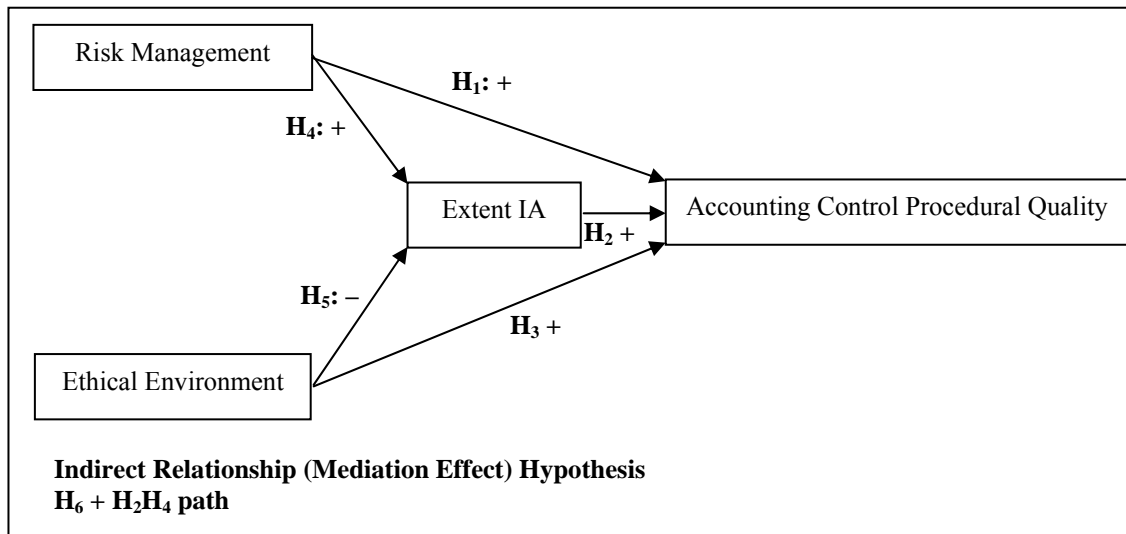 Risk Management
H₁: +
H₄: +
Extent IA
Accounting Control Procedural Quality
H₂ +
H₅: –
H₃ +
Ethical Environment
Indirect Relationship (Mediation Effect) Hypothesis
H₆ + H₂H₄ path